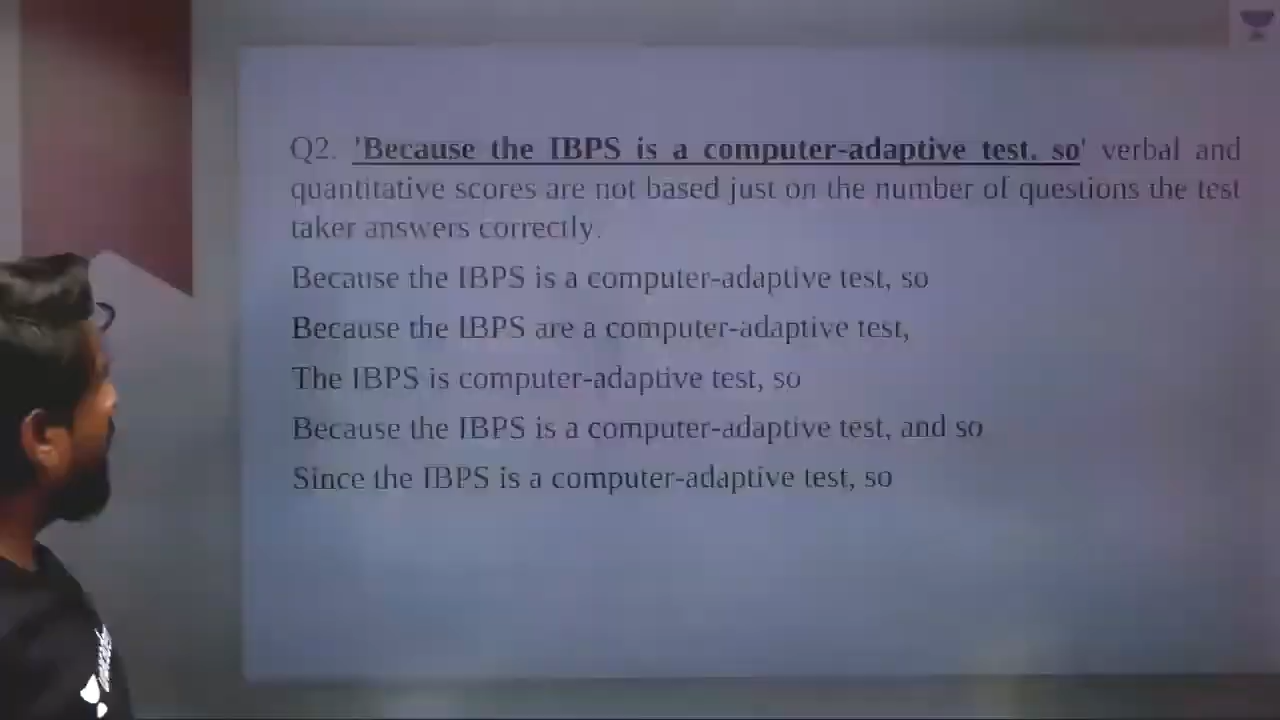 Q2. 'Because the IBPS is a computer-adaptive test. so' verbal and
quantitative scores are not based just on the number of questions the test
taker answers correctly.
Because the IBPS is a computer-adaptive test, so
Because the IBPS are a computer-adaptive test,
The IBPS is computer-adaptive test, so
Because the IBPS is a computer-adaptive test, and so
Since the IBPS is a computer-adaptive test, so